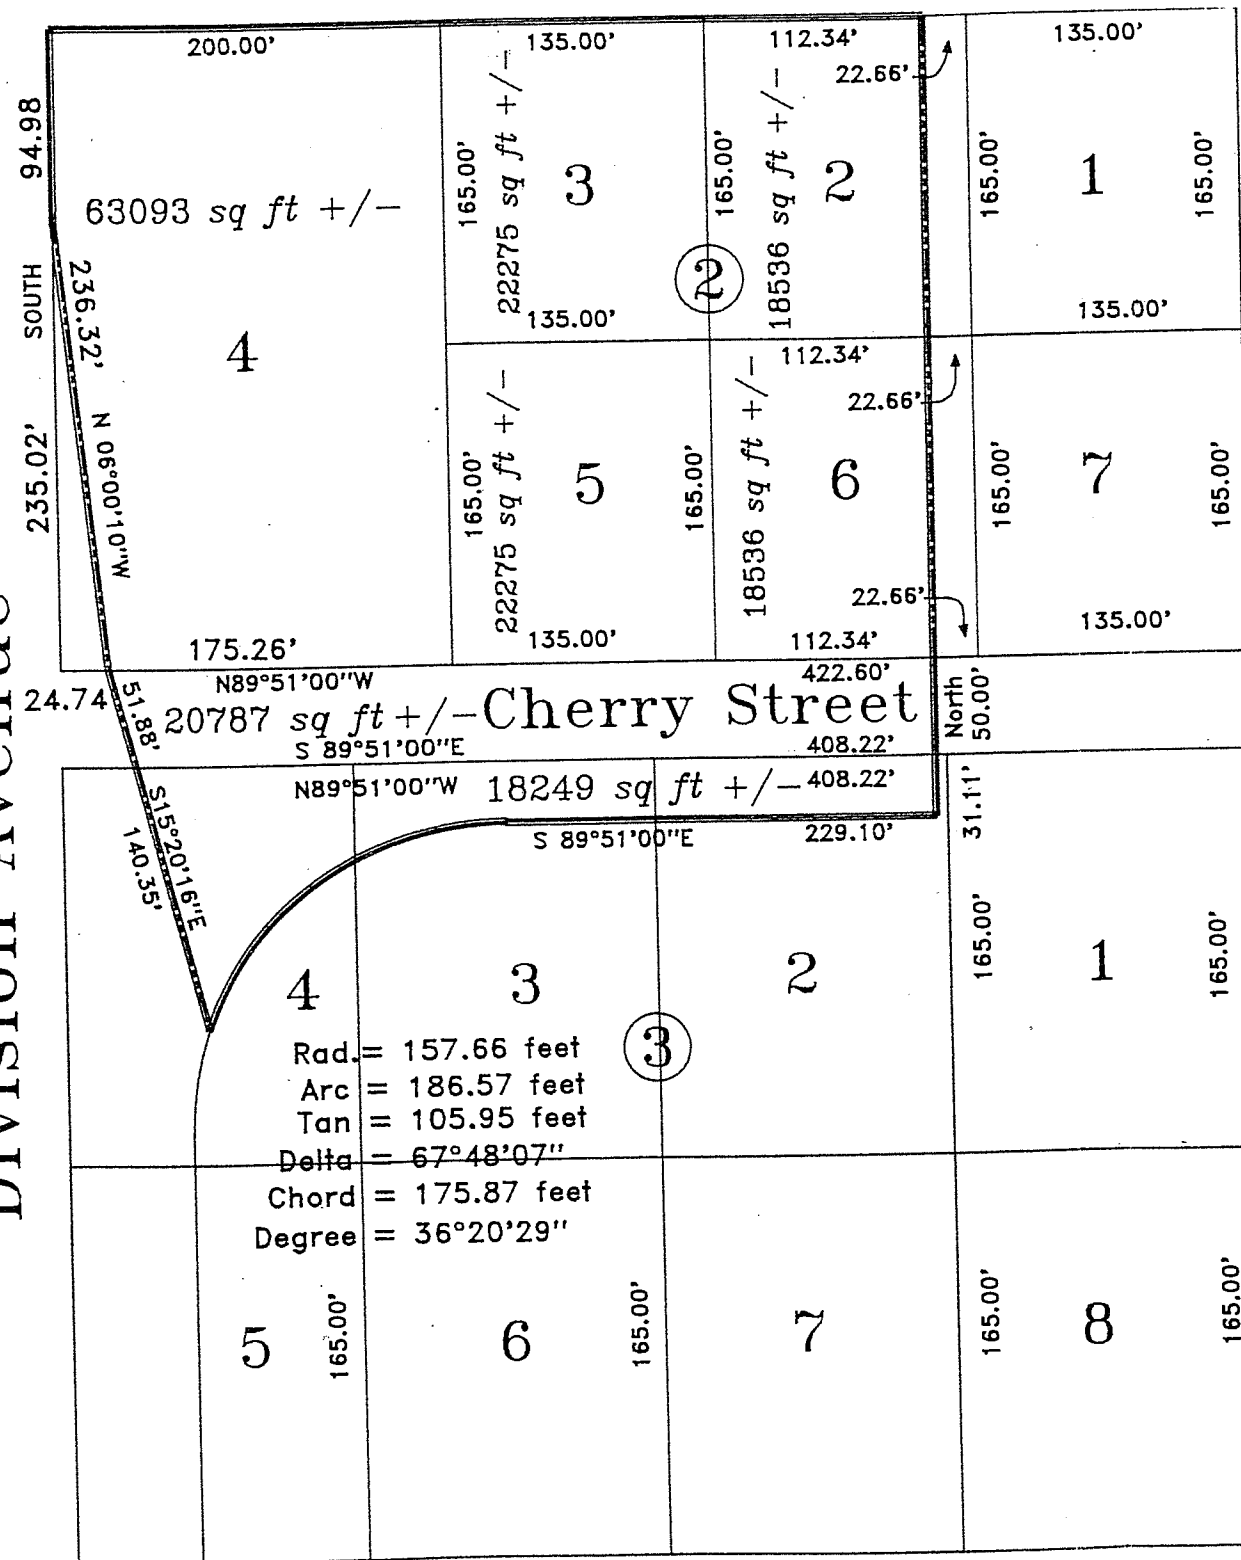 200.00'
135.00'
112.34'
22.66'
135.00'
94.98
SOUTH
235.02'
63093 sq ft +/-
236.32'
N 06°00'10"W
4
165.00'
22275 sq ft +/-
3
165.00'
18536 sq ft +/-
2
165.00'
1
165.00'
2
135.00'
135.00'
112.34'
22.66'
165.00'
22275 sq ft +/-
5
165.00'
18536 sq ft +/-
6
165.00'
7
165.00'
22.66'
175.26'
135.00'
112.34'
135.00'
N89°51'00"W
422.60'
24.74
51.88'
20787 sq ft +/-
Cherry Street
North
50.00'
S 89°51'00"E
408.22'
N89°51'00"W
18249 sq ft +/-
408.22'
31.11'
S 89°51'00"E
229.10'
S15°20'16"E
140.35'
Division Avenue
4
3
2
165.00'
1
165.00'
3
Rad. = 157.66 feet
Arc = 186.57 feet
Tan = 105.95 feet
Delta = 67°48'07"
Chord = 175.87 feet
Degree = 36°20'29"
5
165.00'
6
165.00'
7
165.00'
8
165.00'